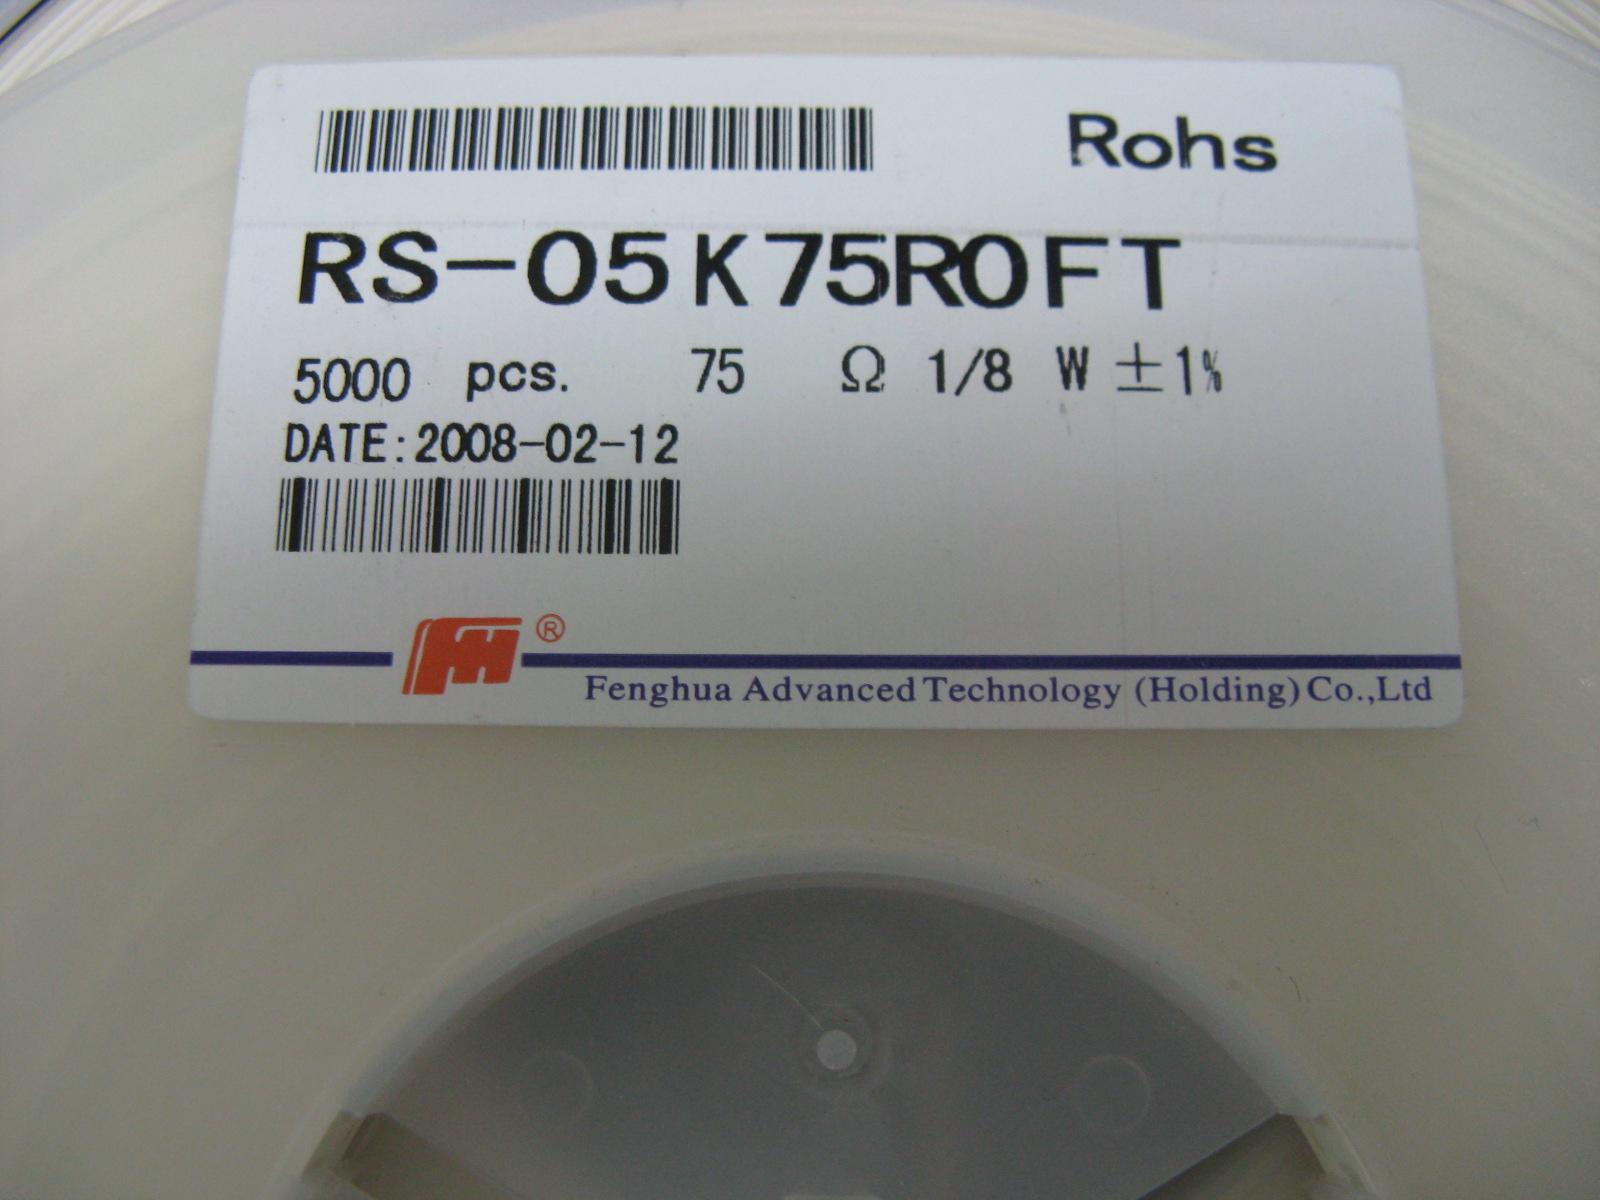 Rohs
RS-05K75R0FT
5000 pcs. 75 Ω 1/8 W ±1%
DATE:2008-02-12
®
Fenghua Advanced Technology (Holding) Co.,Ltd